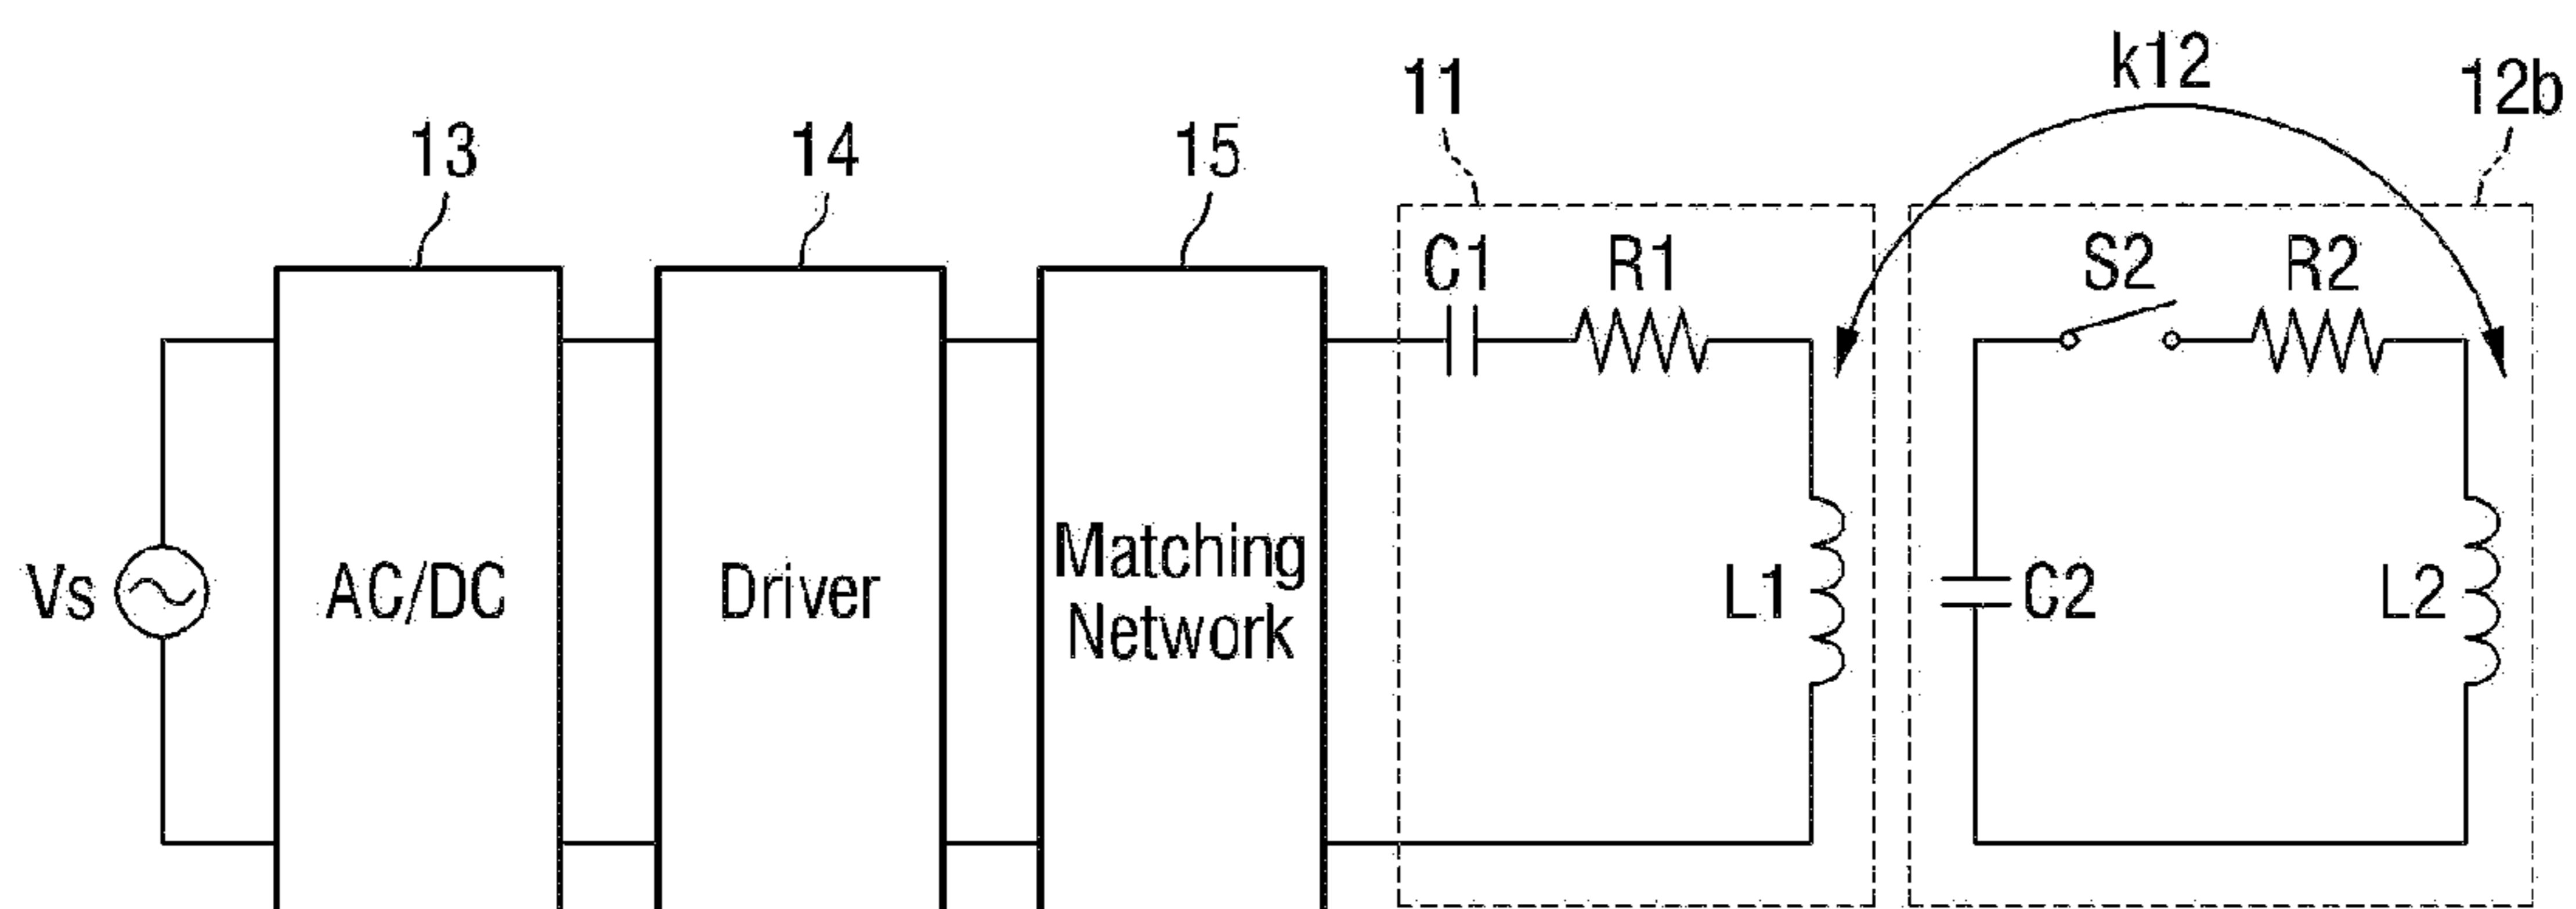 k12
11
12b
13
14
15
C1
R1
S2
R2
Vs
AC/DC
Driver
Matching
Network
L1
C2
L2